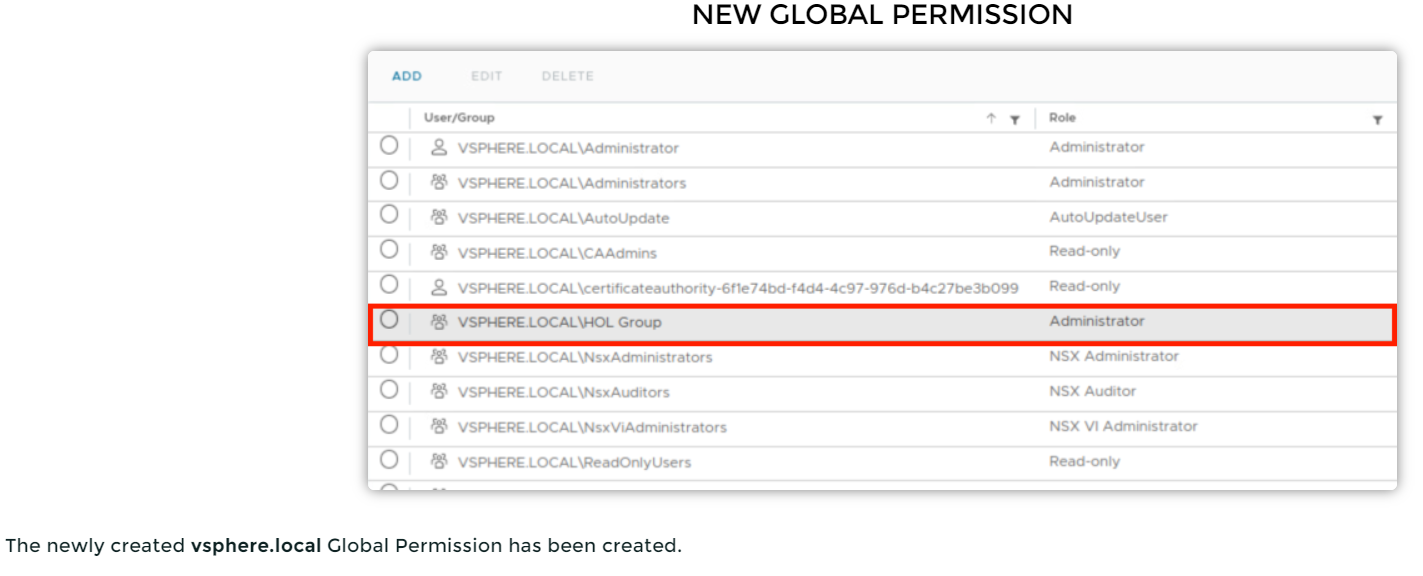 NEW GLOBAL PERMISSION
ADD EDIT DELETE
User/Group Role
VSPHERE.LOCAL\Administrator Administrator
VSPHERE.LOCAL\Administrators Administrator
VSPHERE.LOCAL\AutoUpdate AutoUpdateUser
VSPHERE.LOCAL\CAAdmins Read-only
VSPHERE.LOCAL\certificateauthority-6f1e74bd-f4d4-4c97-976d-b4c27be3b099 Read-only
VSPHERE.LOCAL\HOL Group Administrator
VSPHERE.LOCAL\NsxAdministrators NSX Administrator
VSPHERE.LOCAL\NsxAuditors NSX Auditor
VSPHERE.LOCAL\NsxViAdministrators NSX VI Administrator
VSPHERE.LOCAL\ReadOnlyUsers Read-only
The newly created vsphere.local Global Permission has been created.